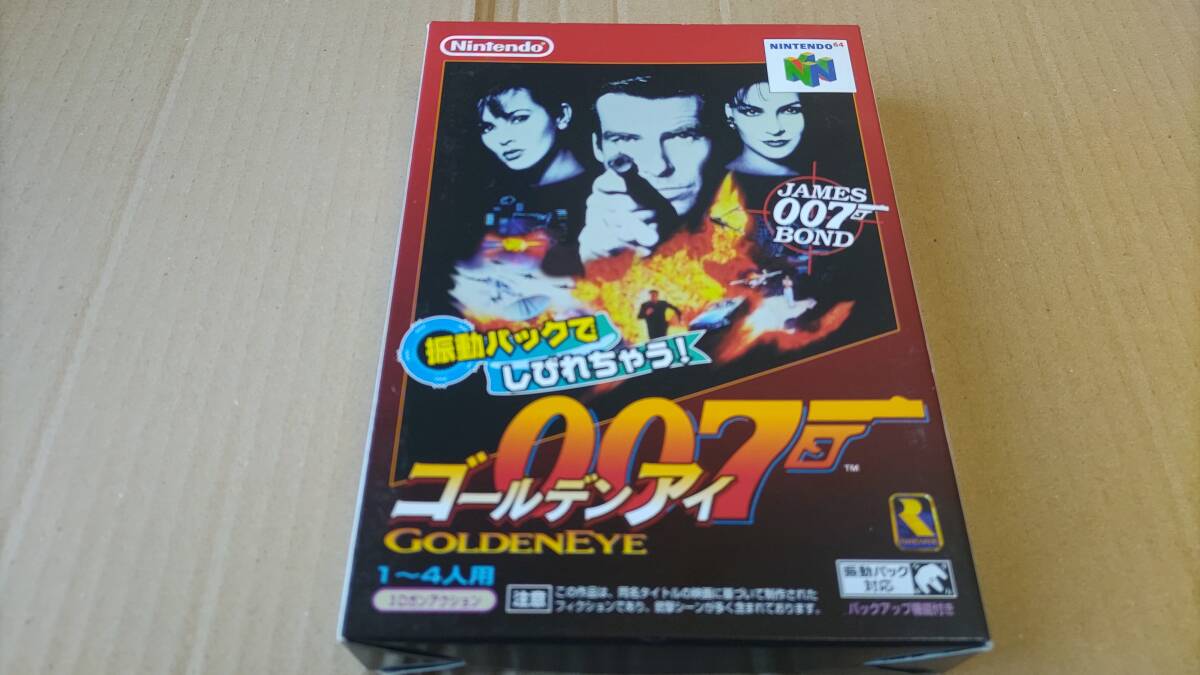 Nintendo
NINTENDO 64
JAMES
007
BOND
振動パックで
しびれちゃう!
007
TM
ゴールデンアイ
GOLDENEYE
1～4人用
ガンアクション
注意
この作品は、同名タイトルの映画に基づいて制作された
フィクションであり、銃撃シーンが多く含まれております。
振動パック
対応
バックアップ機能付き